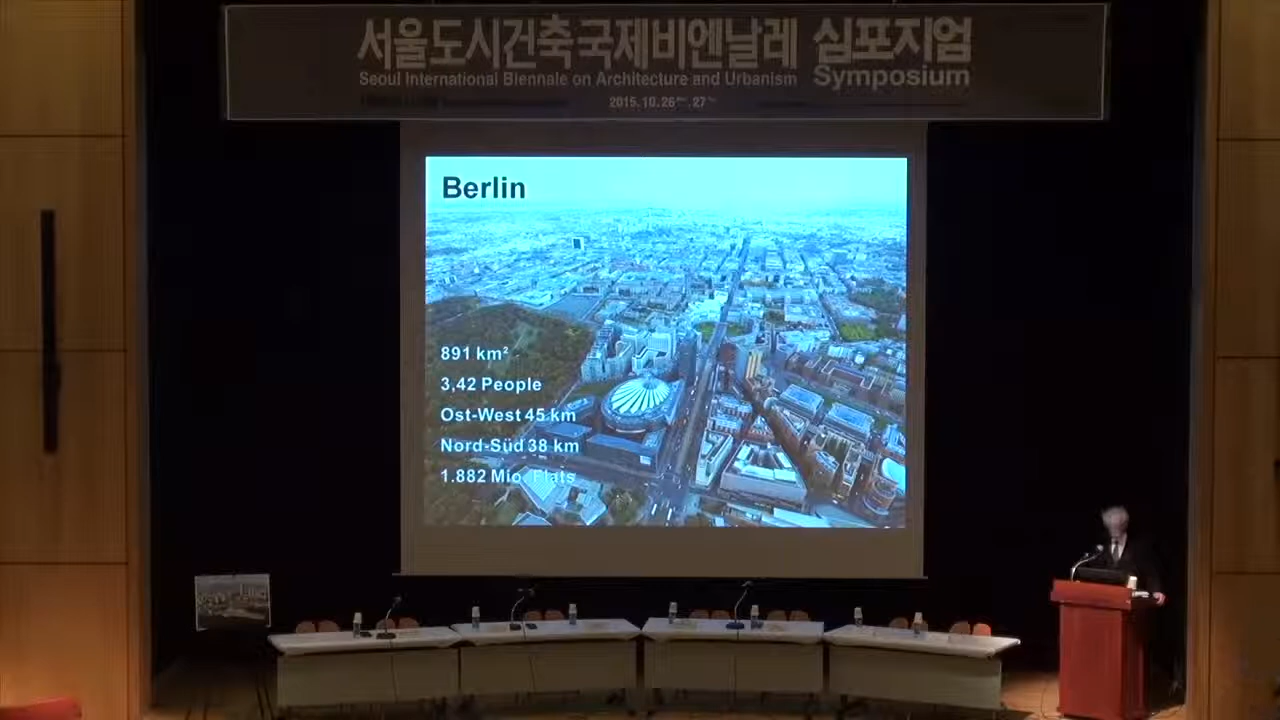 서울도시건축국제비엔날레 심포지엄
Seoul International Biennale on Architecture and Urbanism Symposium
2015.10.26 .27
Berlin
891 km²
3,42 People
Ost-West 45 km
Nord-Süd 38 km
1.882 Mio. Flats